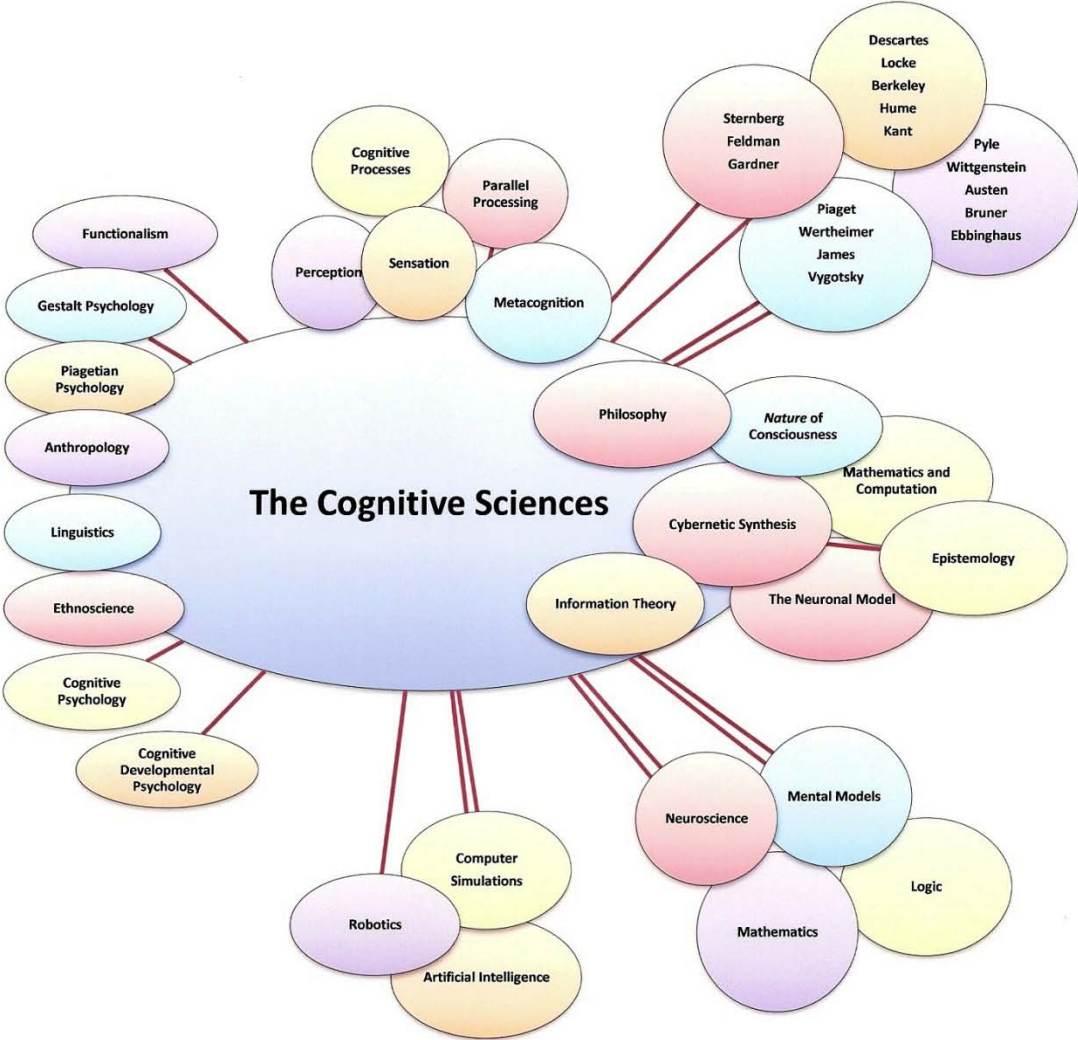 Descartes
Locke
Berkeley
Hume
Kant
Sternberg
Feldman
Gardner
Pyle
Wittgenstein
Austen
Bruner
Ebbinghaus
Piaget
Wertheimer
James
Vygotsky
Cognitive
Processes
Parallel
Processing
Perception
Sensation
Metacognition
Functionalism
Gestalt Psychology
Piagetian
Psychology
Anthropology
Linguistics
Ethnoscience
Cognitive
Psychology
Cognitive
Developmental
Psychology
The Cognitive Sciences
Philosophy
Nature of
Consciousness
Mathematics and
Computation
Cybernetic Synthesis
Epistemology
Information Theory
The Neuronal Model
Computer
Simulations
Robotics
Artificial Intelligence
Neuroscience
Mental Models
Mathematics
Logic